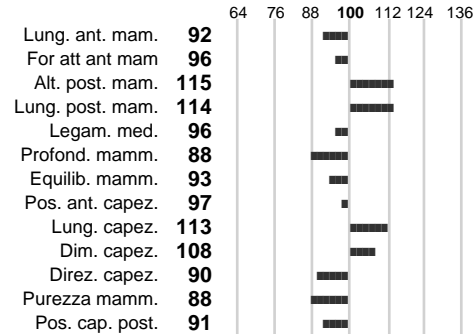 64 76 88 100 112 124 136
Lung. ant. mam. 92
For att ant mam 96
Alt. post. mam. 115
Lung. post. mam. 114
Legam. med. 96
Profond. mamm. 88
Equilib. mamm. 93
Pos. ant. capez. 97
Lung. capez. 113
Dim. capez. 108
Direz. capez. 90
Purezza mamm. 88
Pos. cap. post. 91